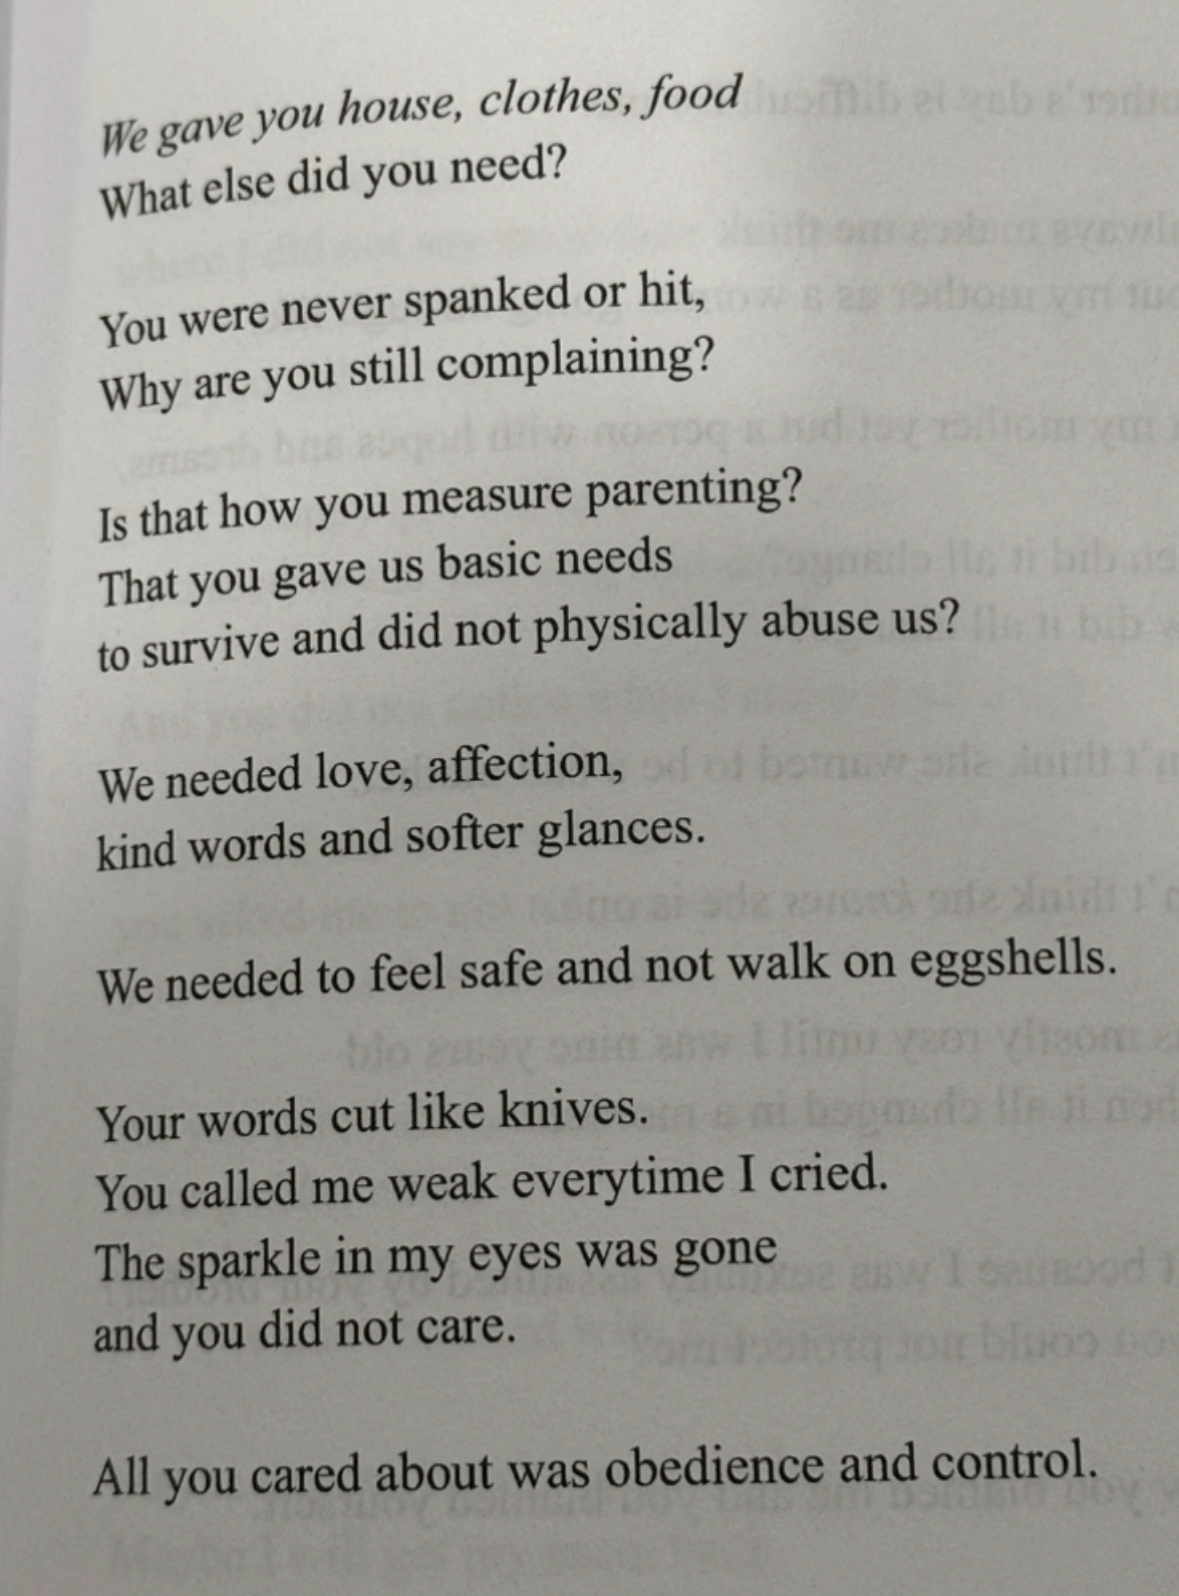 We gave you house, clothes, food
What else did you need?
You were never spanked or hit,
Why are you still complaining?
Is that how you measure parenting?
That you gave us basic needs
to survive and did not physically abuse us?
We needed love, affection,
kind words and softer glances.
We needed to feel safe and not walk on eggshells.
Your words cut like knives.
You called me weak everytime I cried.
The sparkle in my eyes was gone
and you did not care.
All you cared about was obedience and control.